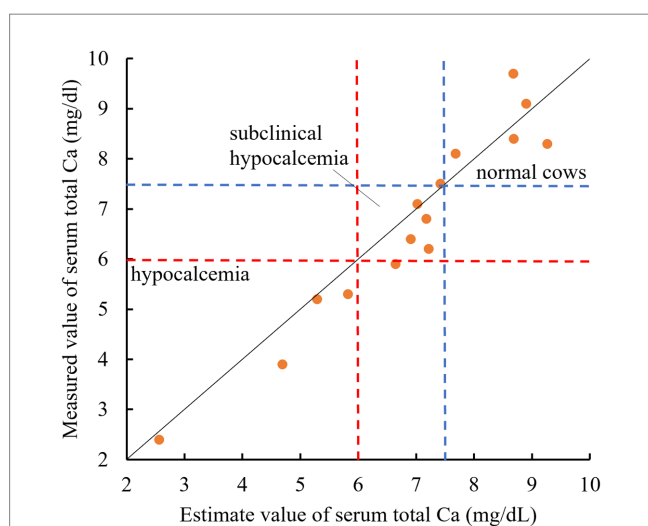 Measured value of serum total Ca (mg/dl)
10
9
8
7
6
5
4
3
2
subclinical
hypocalcemia
normal cows
hypocalcemia
2 3 4 5 6 7 8 9 10
Estimate value of serum total Ca (mg/dL)